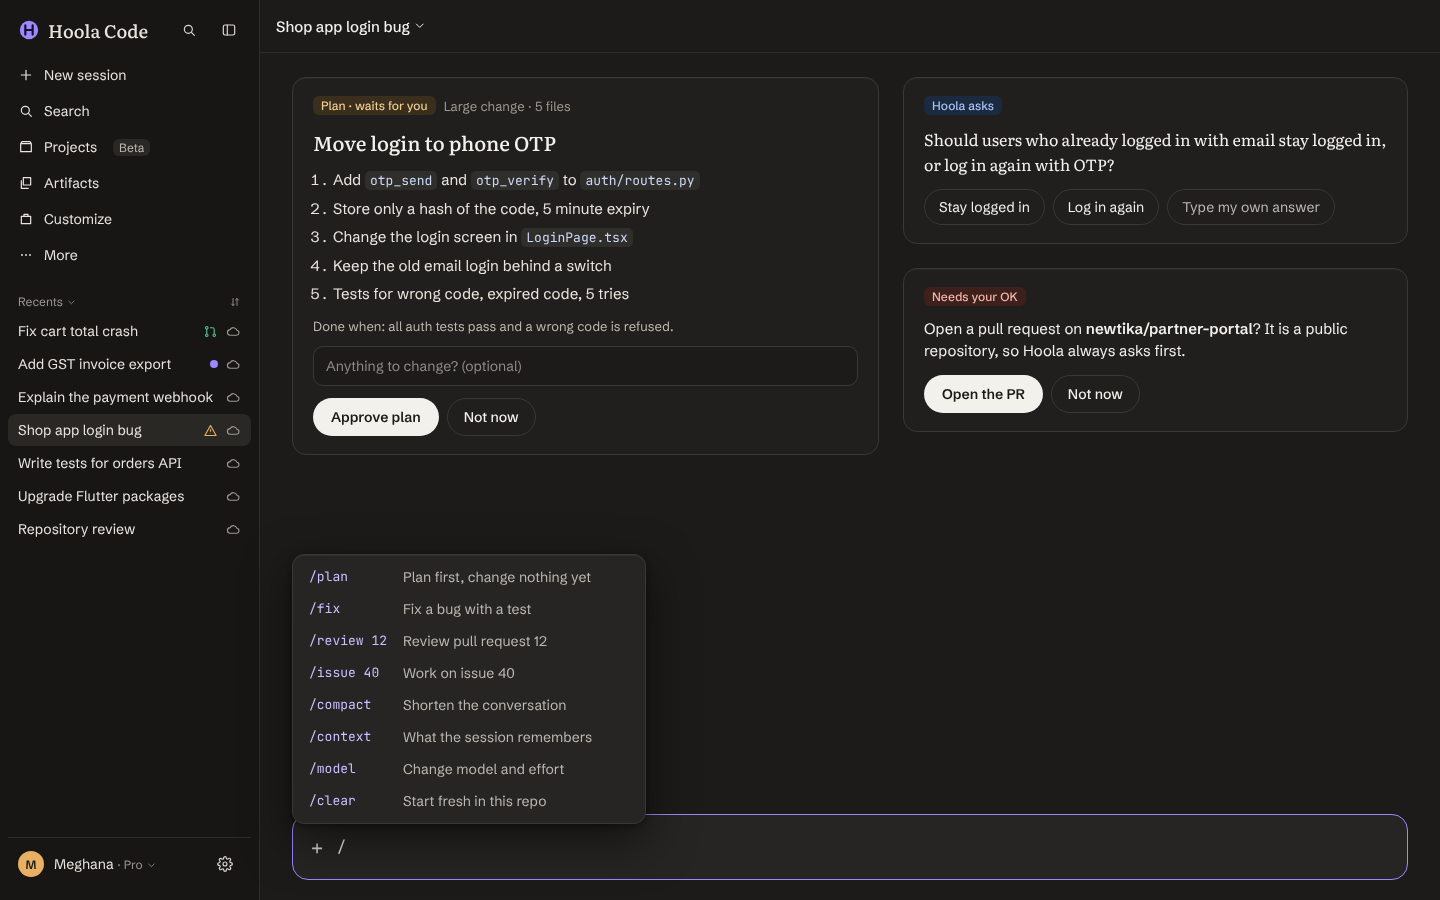 Hoola Code
New session
Search
Projects Beta
Artifacts
Customize
More
Recents
Fix cart total crash
Add GST invoice export
Explain the payment webhook
Shop app login bug
Write tests for orders API
Upgrade Flutter packages
Repository review
M Meghana · Pro
Shop app login bug
Plan · waits for you Large change · 5 files
Move login to phone OTP
1. Add otp_send and otp_verify to auth/routes.py
2. Store only a hash of the code, 5 minute expiry
3. Change the login screen in LoginPage.tsx
4. Keep the old email login behind a switch
5. Tests for wrong code, expired code, 5 tries
Done when: all auth tests pass and a wrong code is refused.
Anything to change? (optional)
Approve plan Not now
Hoola asks
Should users who already logged in with email stay logged in,
or log in again with OTP?
Stay logged in Log in again Type my own answer
Needs your OK
Open a pull request on newtika/partner-portal? It is a public
repository, so Hoola always asks first.
Open the PR Not now
/plan Plan first, change nothing yet
/fix Fix a bug with a test
/review 12 Review pull request 12
/issue 40 Work on issue 40
/compact Shorten the conversation
/context What the session remembers
/model Change model and effort
/clear Start fresh in this repo
+ /